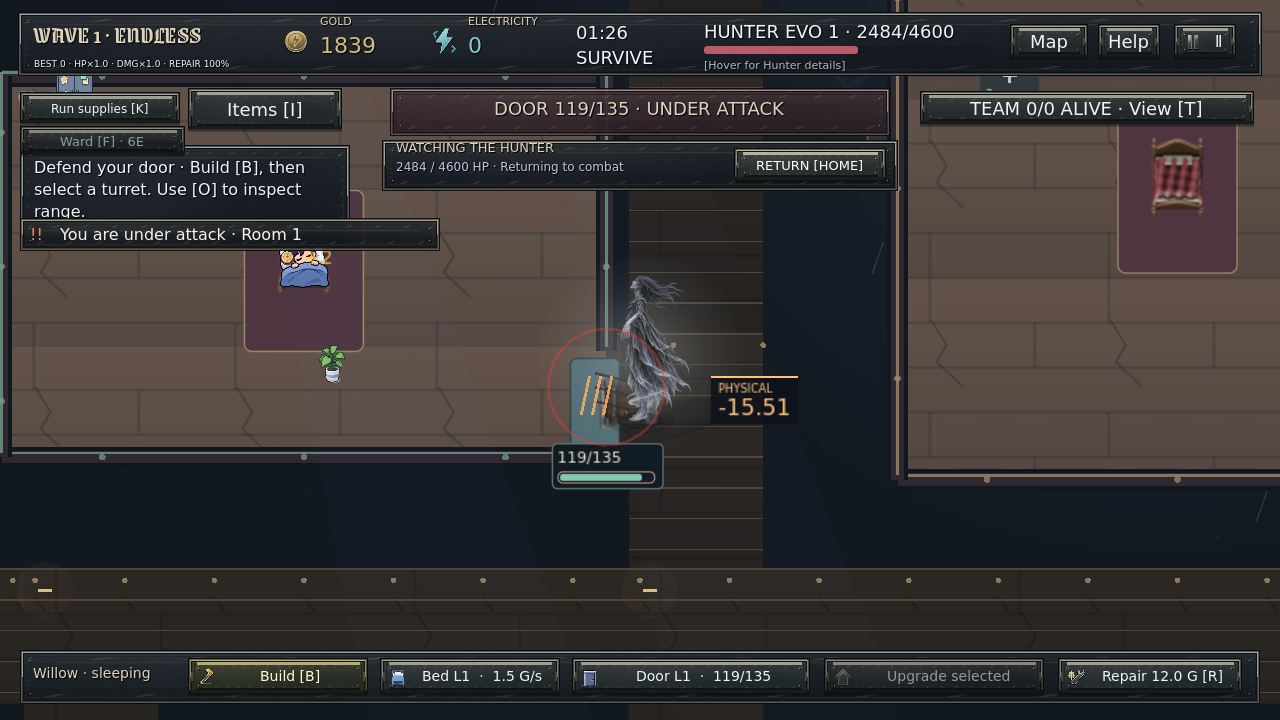 WAVE 1 · ENDLESS
BEST 0 · HP×1.0 · DMG×1.0 · REPAIR 100%
GOLD
1839
ELECTRICITY
0
01:26
SURVIVE
HUNTER EVO 1 · 2484/4600
[Hover for Hunter details]
Map
Help
II
Run supplies [K]
Items [I]
DOOR 119/135 · UNDER ATTACK
TEAM 0/0 ALIVE · View [T]
Ward [F] · 6E
WATCHING THE HUNTER
2484 / 4600 HP · Returning to combat
RETURN [HOME]
Defend your door · Build [B], then
select a turret. Use [O] to inspect
range.
!! You are under attack · Room 1
PHYSICAL
-15.51
119/135
Willow · sleeping
Build [B]
Bed L1 · 1.5 G/s
Door L1 · 119/135
Upgrade selected
Repair 12.0 G [R]